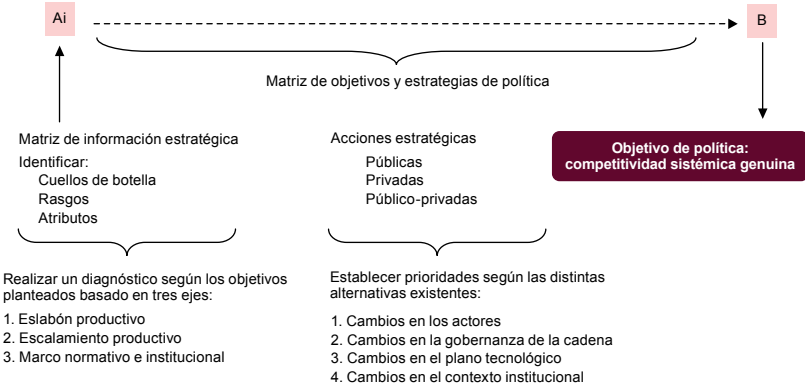 Ai
B
Matriz de objetivos y estrategias de política
Matriz de información estratégica
Identificar:
Cuellos de botella
Rasgos
Atributos
Acciones estratégicas
Públicas
Privadas
Público-privadas
Objetivo de política:
competitividad sistémica genuina
Realizar un diagnóstico según los objetivos
planteados basado en tres ejes:
1. Eslabón productivo
2. Escalamiento productivo
3. Marco normativo e institucional
Establecer prioridades según las distintas
alternativas existentes:
1. Cambios en los actores
2. Cambios en la gobernanza de la cadena
3. Cambios en el plano tecnológico
4. Cambios en el contexto institucional